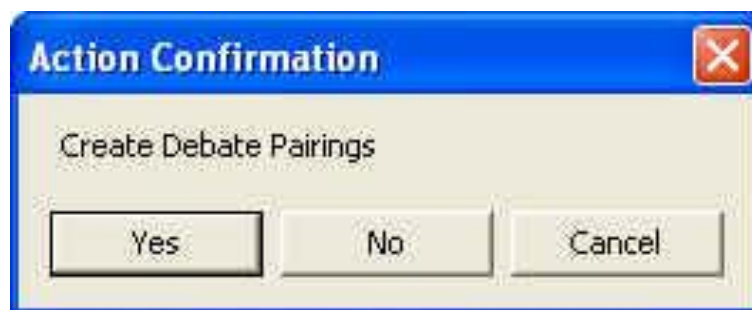 Action Confirmation
Create Debate Pairings
Yes No Cancel